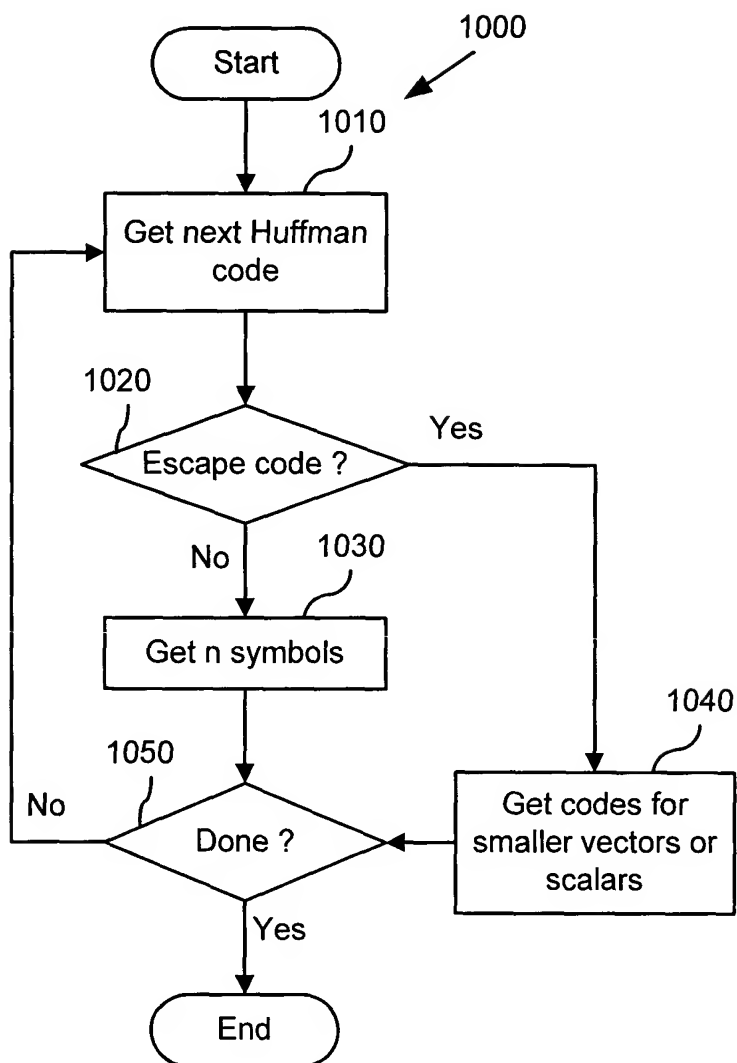 1000
Start
1010
Get next Huffman
code
1020
Escape code ?
Yes
No
1030
Get n symbols
1040
Get codes for
smaller vectors or
scalars
1050
No
Done ?
Yes
End